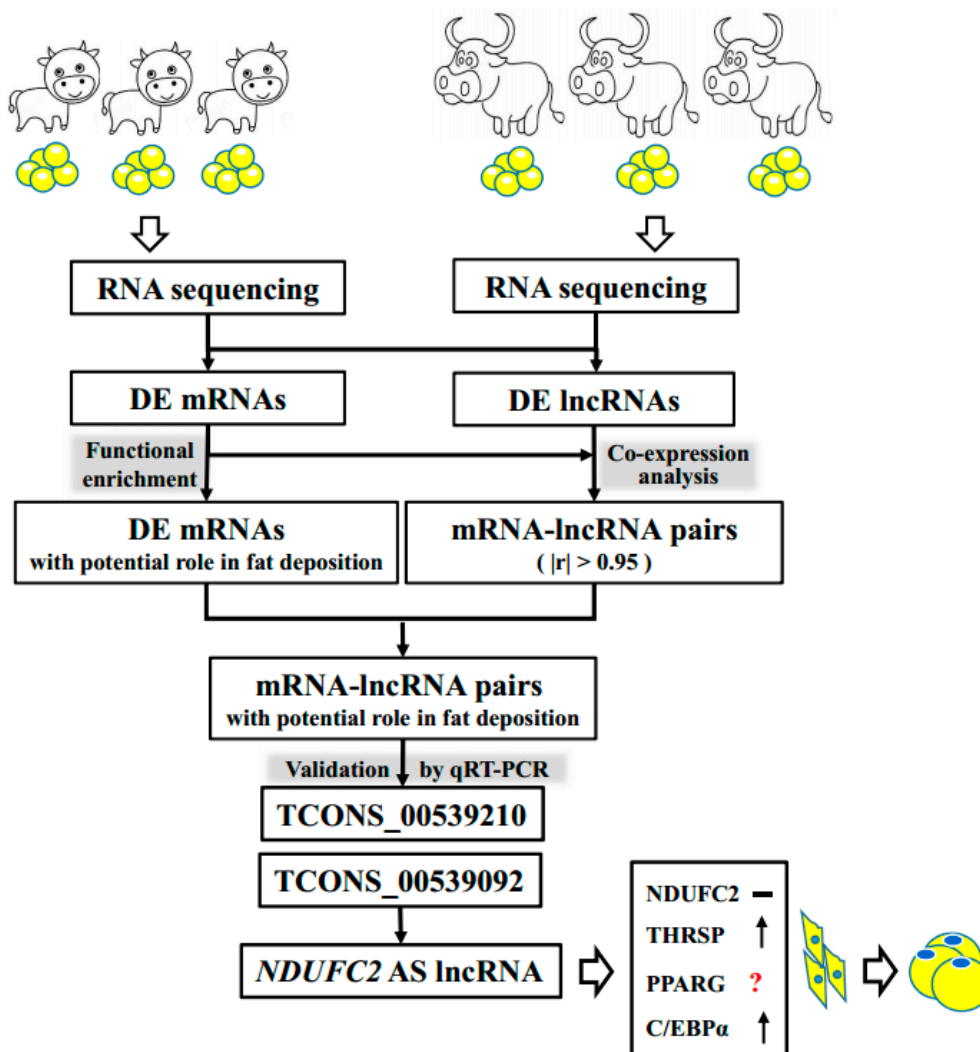 RNA sequencing
RNA sequencing
DE mRNAs
DE lncRNAs
Functional
enrichment
Co-expression
analysis
DE mRNAs
with potential role in fat deposition
mRNA-lncRNA pairs
( |r| > 0.95 )
mRNA-lncRNA pairs
with potential role in fat deposition
Validation by qRT-PCR
TCONS_00539210
TCONS_00539092
NDUFC2 AS lncRNA
NDUFC2 –
THRSP ↑
PPARG ?
C/EBPα ↑